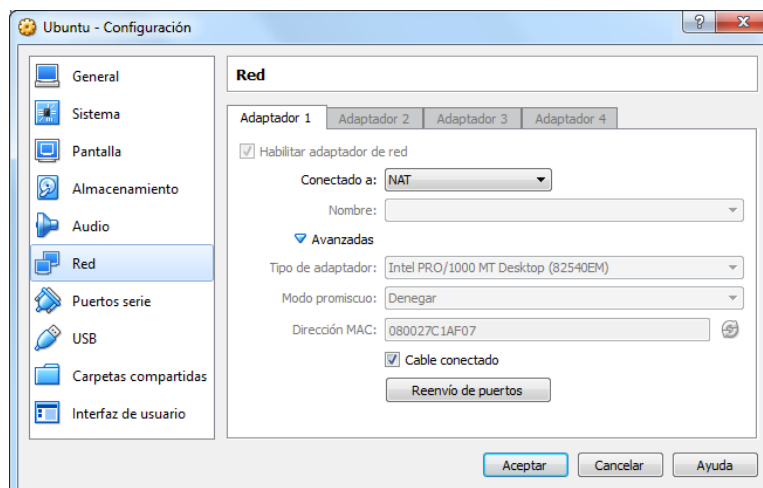 Ubuntu - Configuración
General
Sistema
Pantalla
Almacenamiento
Audio
Red
Puertos serie
USB
Carpetas compartidas
Interfaz de usuario
Red
Adaptador 1 Adaptador 2 Adaptador 3 Adaptador 4
Habilitar adaptador de red
Conectado a: NAT
Nombre:
Avanzadas
Tipo de adaptador: Intel PRO/1000 MT Desktop (82540EM)
Modo promiscuo: Denegar
Dirección MAC: 080027C1AF07
Cable conectado
Reenvío de puertos
Aceptar Cancelar Ayuda